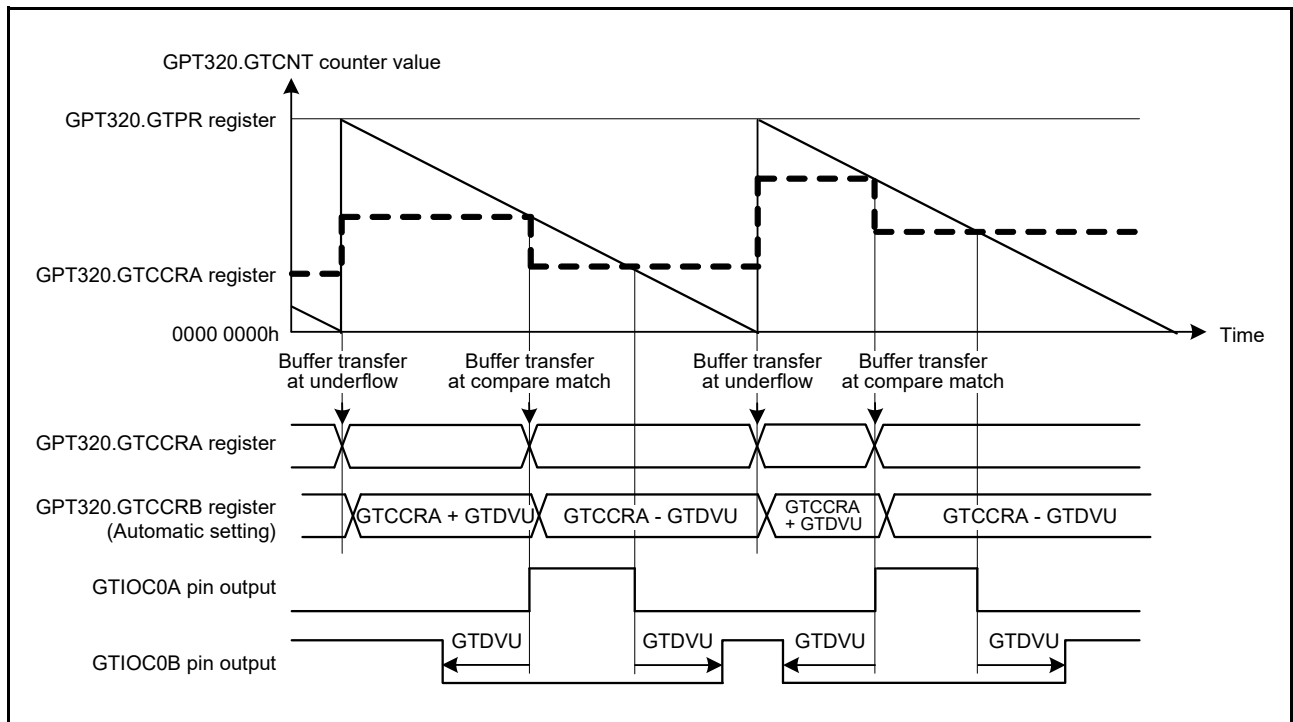 GPT320.GTCNT counter value
GPT320.GTPR register
GPT320.GTCCRA register
0000 0000h
Time
Buffer transfer
at underflow
Buffer transfer
at compare match
Buffer transfer
at underflow
Buffer transfer
at compare match
GPT320.GTCCRA register
GPT320.GTCCRB register
(Automatic setting)
GTCCRA + GTDVU
GTCCRA - GTDVU
GTCCRA
+ GTDVU
GTCCRA - GTDVU
GTIOC0A pin output
GTIOC0B pin output
GTDVU
GTDVU
GTDVU
GTDVU